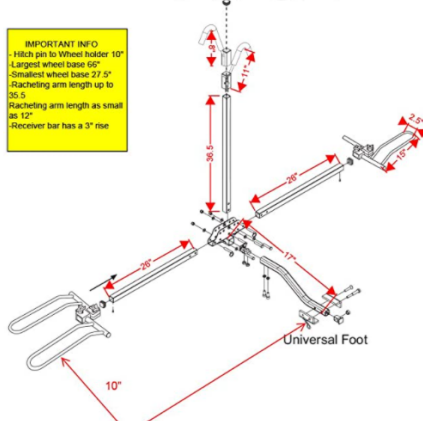 IMPORTANT INFO
- Hitch pin to Wheel holder 10"
-Largest wheel base 66"
-Smallest wheel base 27.5"
-Racheting arm length up to
35.5
Racheting arm length as small
as 12"
-Receiver bar has a 3" rise
11"
36.5
2.5"
15"
26"
26"
17"
Universal Foot
10"